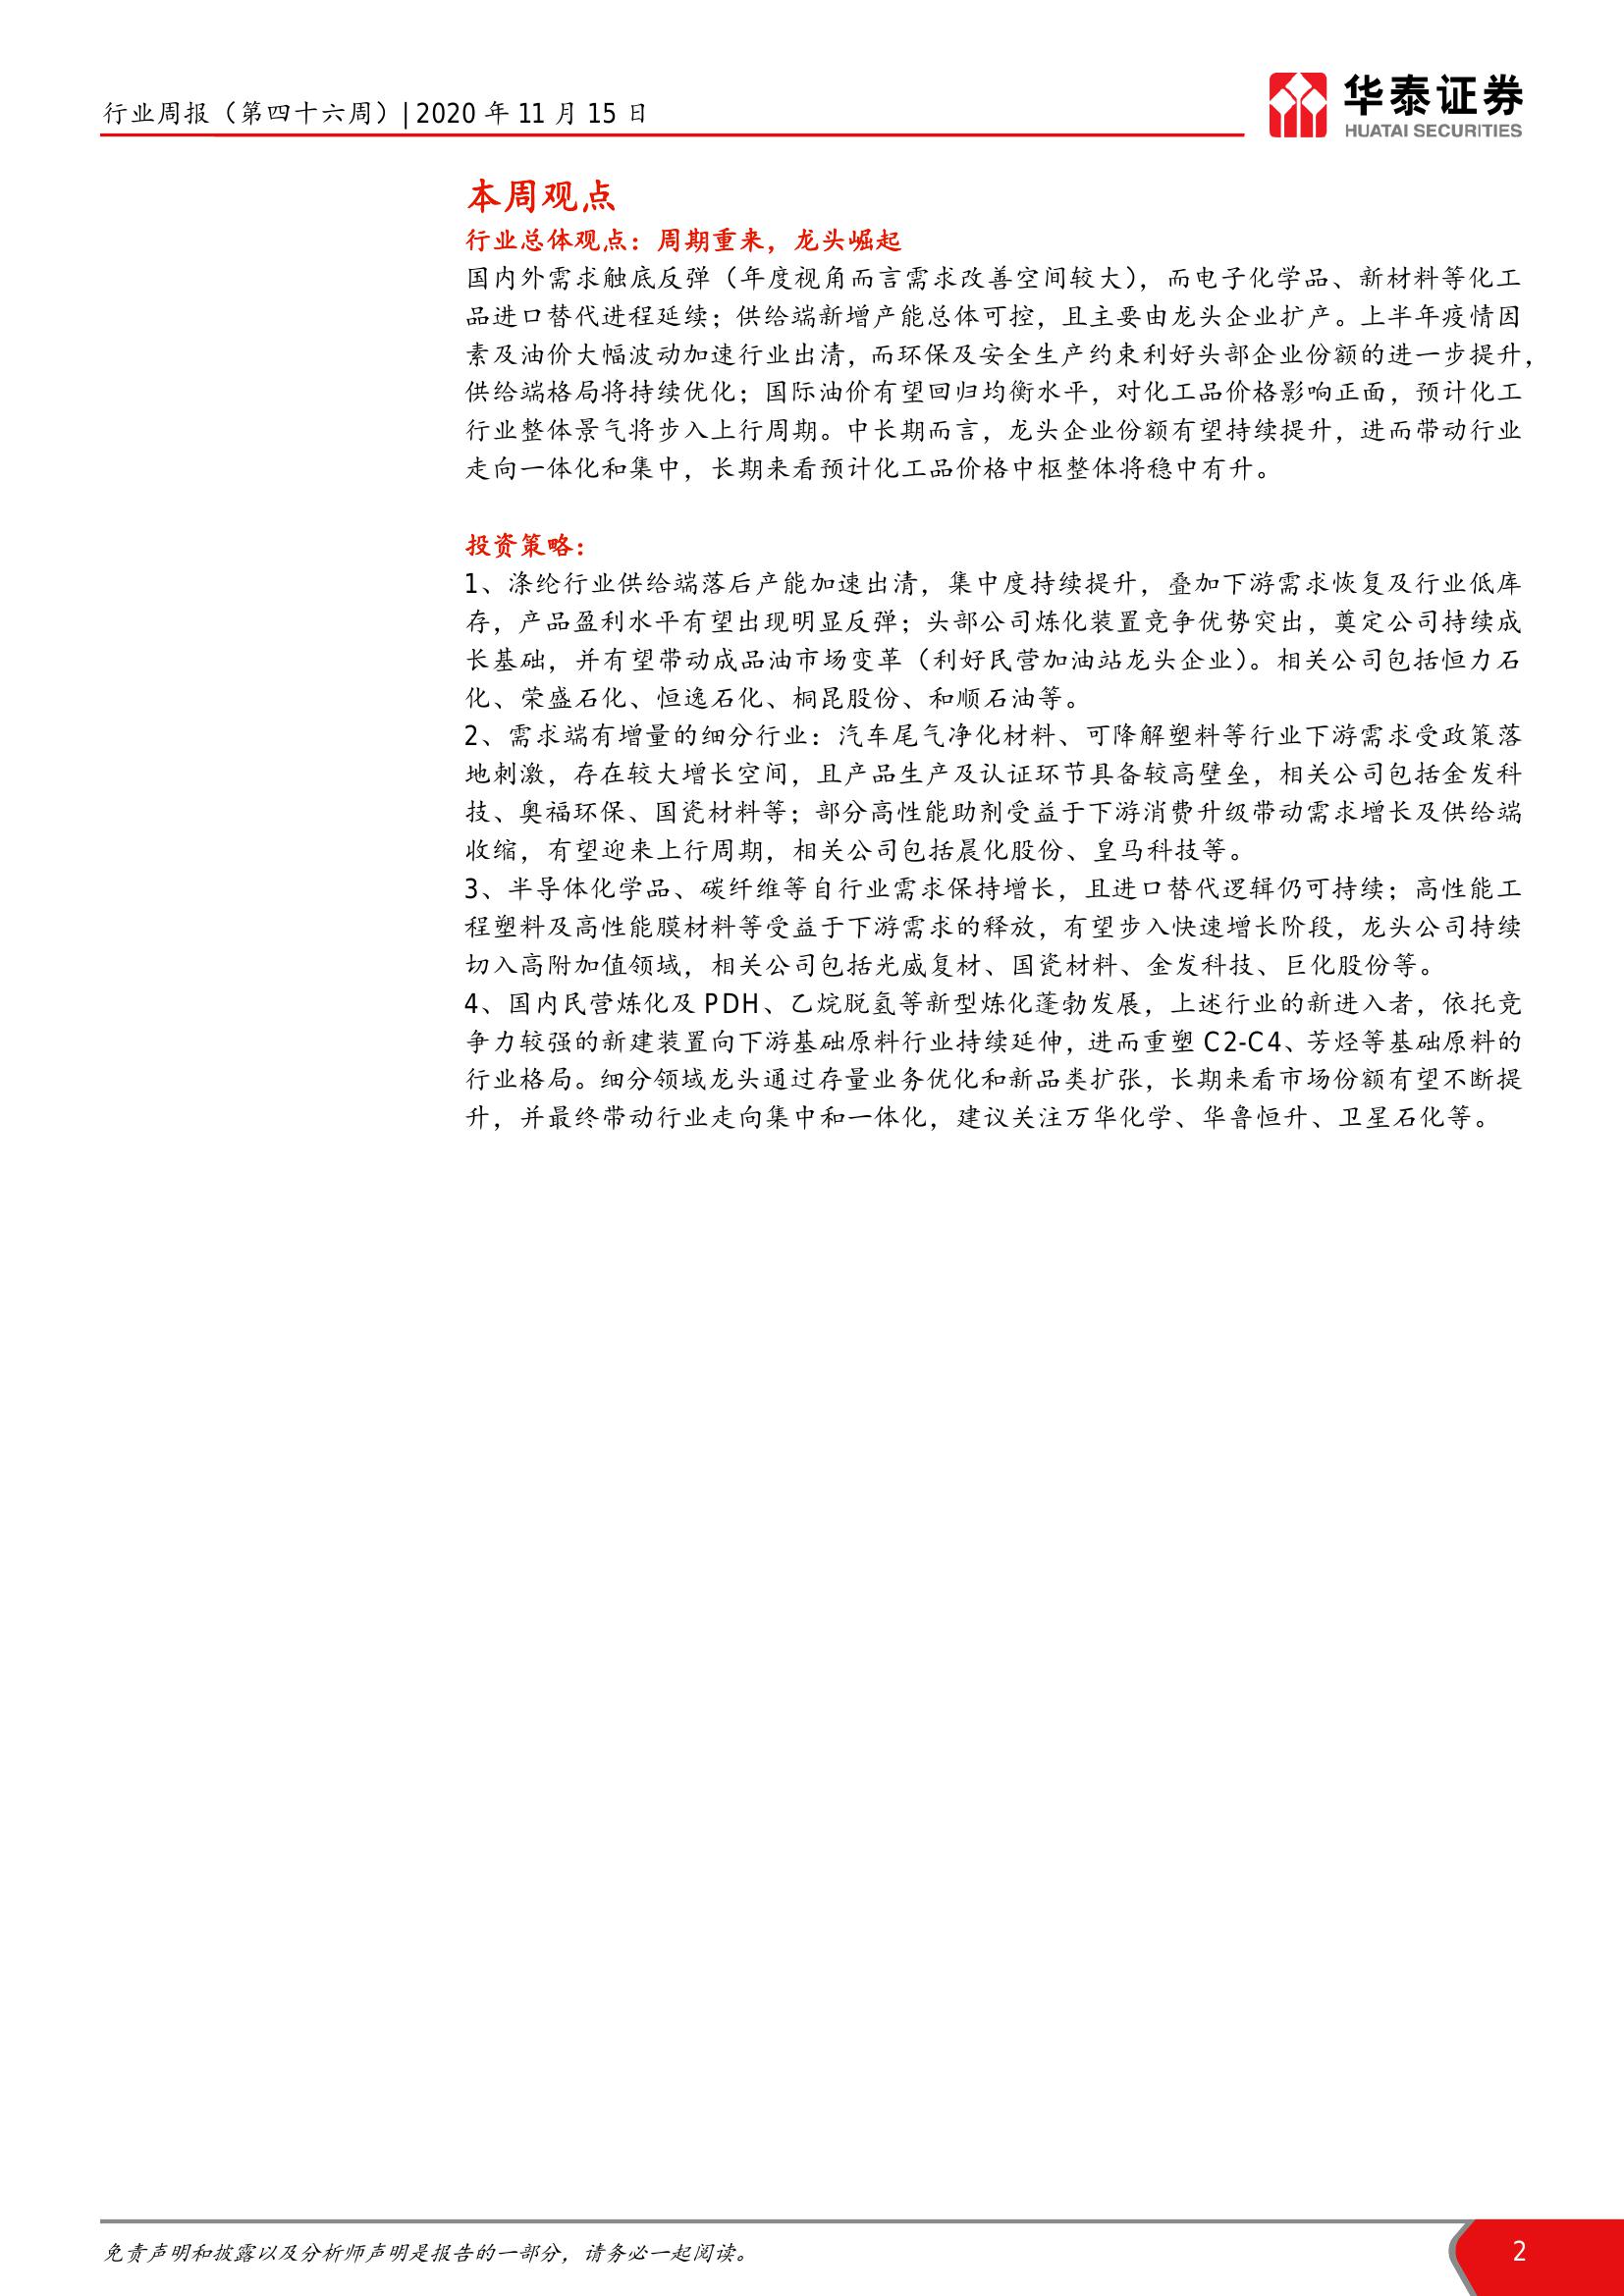 行业周报（第四十六周）| 2020 年 11 月 15 日
华泰证券
HUATAI SECURITIES
本周观点
行业总体观点：周期重来，龙头崛起
国内外需求触底反弹（年度视角而言需求改善空间较大），而电子化学品、新材料等化工
品进口替代进程延续；供给端新增产能总体可控，且主要由龙头企业扩产。上半年疫情因
素及油价大幅波动加速行业出清，而环保及安全生产约束利好头部企业份额的进一步提升，
供给端格局将持续优化；国际油价有望回归均衡水平，对化工品价格影响正面，预计化工
行业整体景气将步入上行周期。中长期而言，龙头企业份额有望持续提升，进而带动行业
走向一体化和集中，长期来看预计化工品价格中枢整体将稳中有升。
投资策略：
1、涤纶行业供给端落后产能加速出清，集中度持续提升，叠加下游需求恢复及行业低库
存，产品盈利水平有望出现明显反弹；头部公司炼化装置竞争优势突出，奠定公司持续成
长基础，并有望带动成品油市场变革（利好民营加油站龙头企业）。相关公司包括恒力石
化、荣盛石化、恒逸石化、桐昆股份、和顺石油等。
2、需求端有增量的细分行业：汽车尾气净化材料、可降解塑料等行业下游需求受政策落
地刺激，存在较大增长空间，且产品生产及认证环节具备较高壁垒，相关公司包括金发科
技、奥福环保、国瓷材料等；部分高性能助剂受益于下游消费升级带动需求增长及供给端
收缩，有望迎来上行周期，相关公司包括晨化股份、皇马科技等。
3、半导体化学品、碳纤维等自行业需求保持增长，且进口替代逻辑仍可持续；高性能工
程塑料及高性能膜材料等受益于下游需求的释放，有望步入快速增长阶段，龙头公司持续
切入高附加值领域，相关公司包括光威复材、国瓷材料、金发科技、巨化股份等。
4、国内民营炼化及 PDH、乙烷脱氢等新型炼化蓬勃发展，上述行业的新进入者，依托竞
争力较强的新建装置向下游基础原料行业持续延伸，进而重塑 C2-C4、芳烃等基础原料的
行业格局。细分领域龙头通过存量业务优化和新品类扩张，长期来看市场份额有望不断提
升，并最终带动行业走向集中和一体化，建议关注万华化学、华鲁恒升、卫星石化等。
免责声明和披露以及分析师声明是报告的一部分，请务必一起阅读。
2